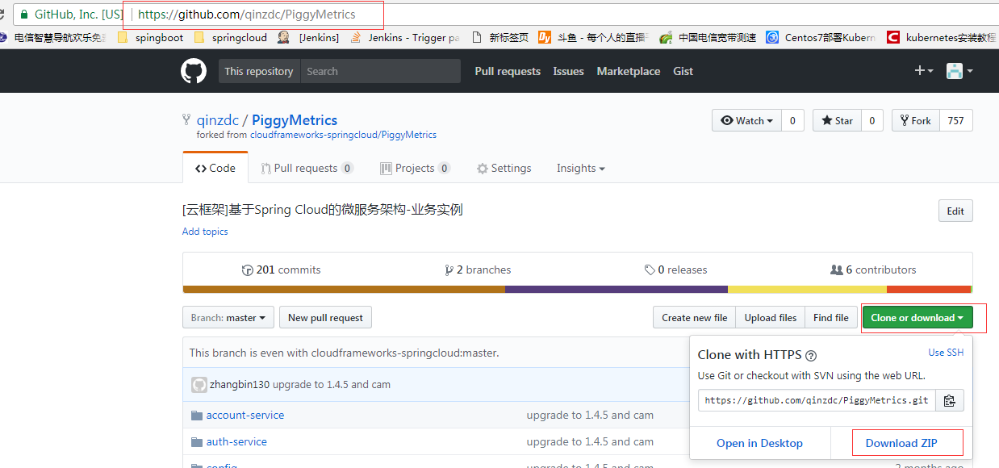 GitHub, Inc. [US] https://github.com/qinzdc/PiggyMetrics
电信智慧导航欢乐免 spingboot springcloud [Jenkins] Jenkins - Trigger pa 新标签页 斗鱼 - 每个人的直播 中国电信宽带测速 Centos7部署Kubern kubernetes安装教程
This repository Search Pull requests Issues Marketplace Gist
qinzdc / PiggyMetrics Watch 0 Star 0 Fork 757
forked from cloudframeworks-springcloud/PiggyMetrics
Code Pull requests 0 Projects 0 Settings Insights
[云框架]基于Spring Cloud的微服务架构-业务实例 Edit
Add topics
201 commits 2 branches 0 releases 6 contributors
Branch: master New pull request Create new file Upload files Find file Clone or download
This branch is even with cloudframeworks-springcloud:master.
Clone with HTTPS Use SSH
Use Git or checkout with SVN using the web URL.
zhangbin130 upgrade to 1.4.5 and cam
https://github.com/qinzdc/PiggyMetrics.git
account-service upgrade to 1.4.5 and cam
auth-service upgrade to 1.4.5 and cam
Open in Desktop Download ZIP
config upgrade to 1.4.5 and cam 2 months ago